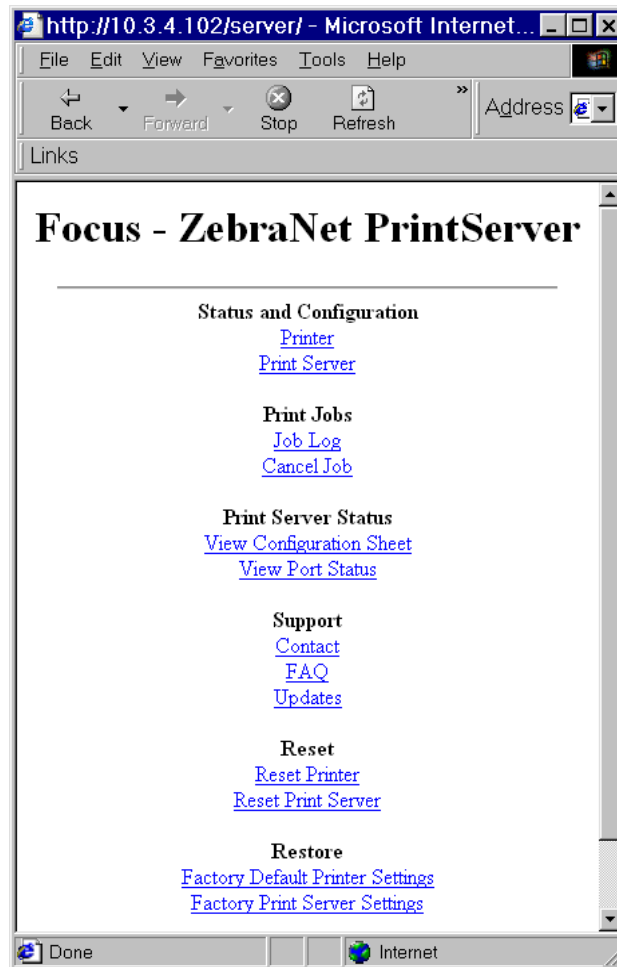 http://10.3.4.102/server/ - Microsoft Internet...
File Edit View Favorites Tools Help
Back Forward Stop Refresh » Address
Links
Focus - ZebraNet PrintServer
Status and Configuration
Printer
Print Server
Print Jobs
Job Log
Cancel Job
Print Server Status
View Configuration Sheet
View Port Status
Support
Contact
FAQ
Updates
Reset
Reset Printer
Reset Print Server
Restore
Factory Default Printer Settings
Factory Print Server Settings
Done Internet